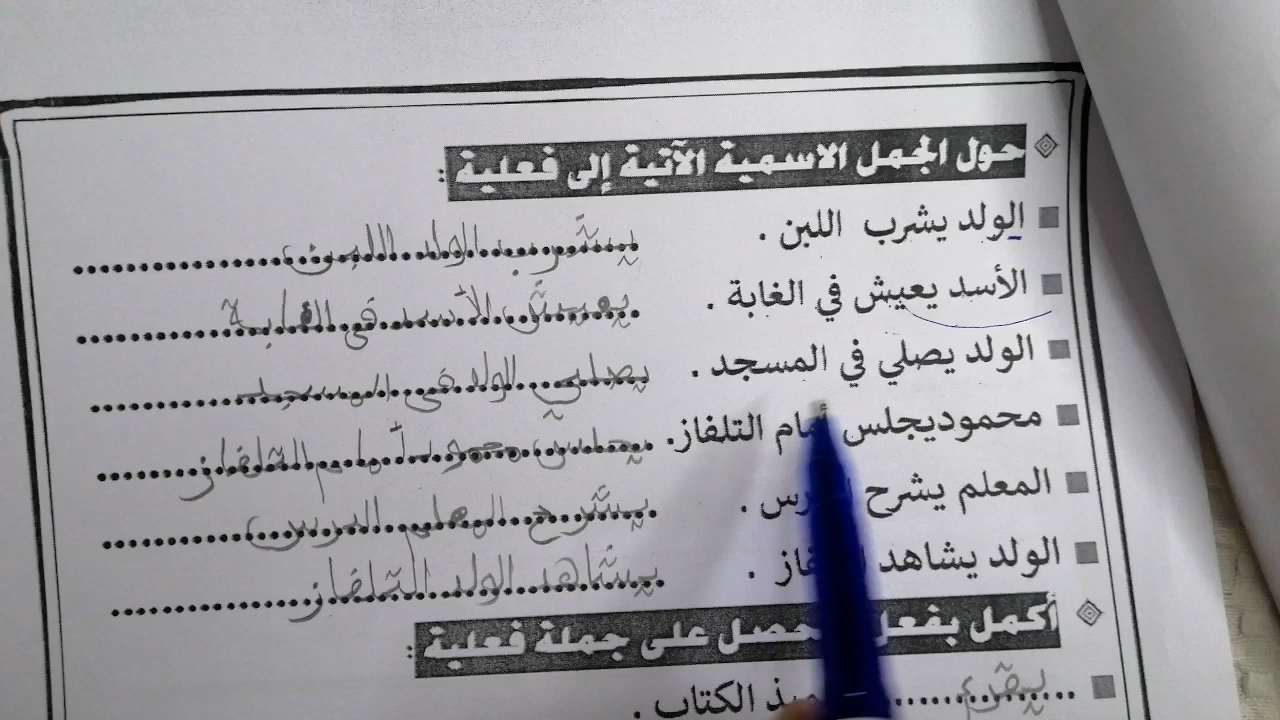 حول الجمل الاسمية الآتية إلى فعلية :
الولد يشرب اللبن . يشرب الولد اللبن
الأسد يعيش في الغابة . يعيش الأسد في الغابة
الولد يصلي في المسجد . يصلي الولد في المسجد
محموديجلس أمام التلفاز. يجلس محمود أمام التلفاز
المعلم يشرح . يشرح المعلم الدرس
الولد يشاهد . يشاهد الولد التلفاز
أكمل بفعل على جملة فعلية :
يقرء الكتاب .